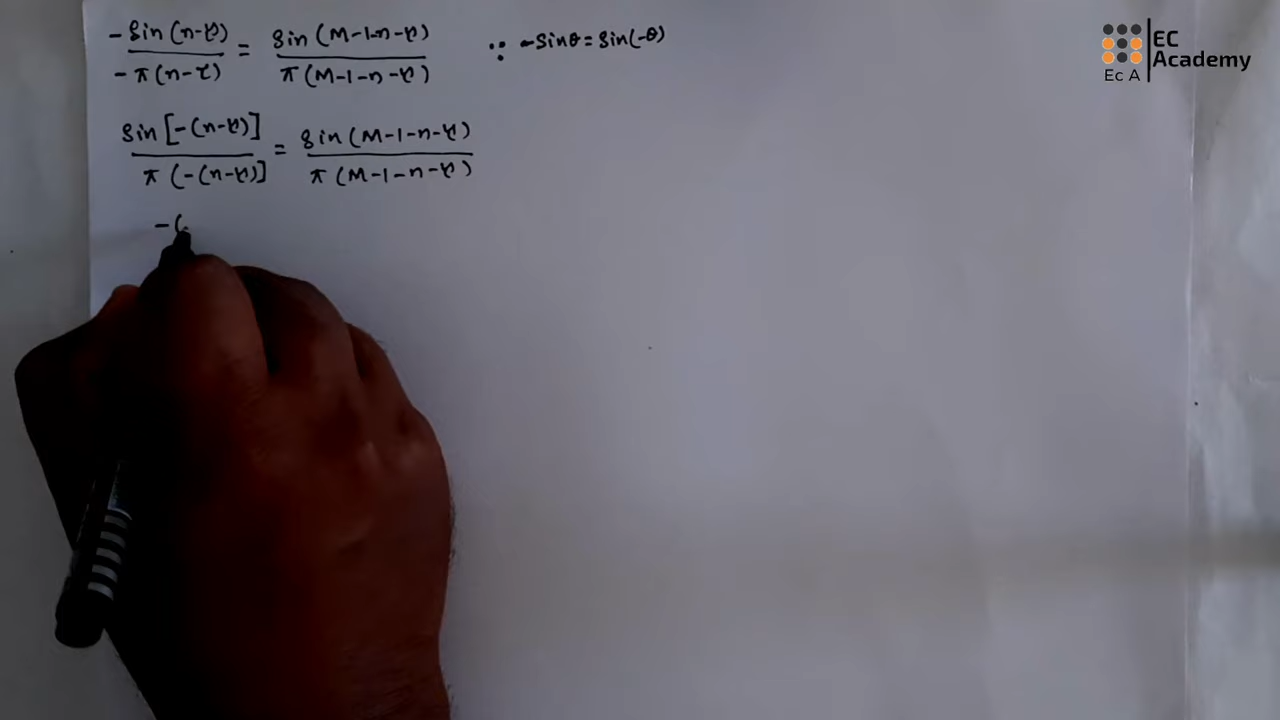 - sin(n-τ) / -π(n-τ) = sin(M-1-n-τ) / π(M-1-n-τ) ∵ -sinθ = sin(-θ)
sin[-(n-τ)] / π(-(n-τ)] = sin(M-1-n-τ) / π(M-1-n-τ)
-(
EC Academy
Ec A